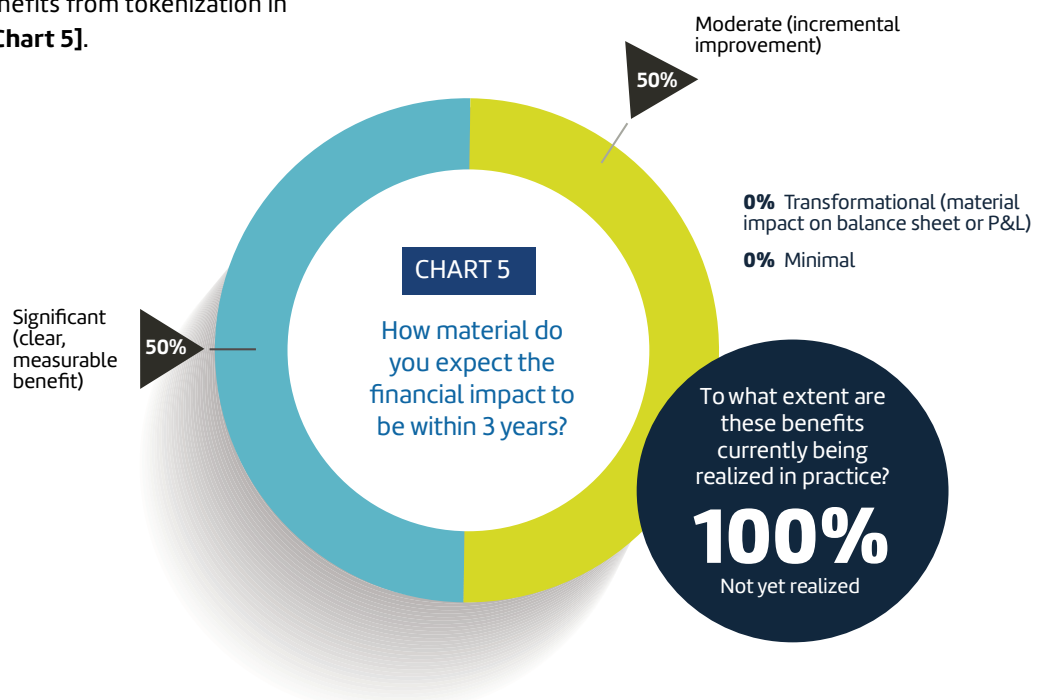 nefits from tokenization in
Chart 5].
Moderate (incremental
improvement)
50%
0% Transformational (material
impact on balance sheet or P&L)
0% Minimal
CHART 5
How material do
you expect the
financial impact to
be within 3 years?
Significant
(clear,
measurable
benefit)
50%
To what extent are
these benefits
currently being
realized in practice?
100%
Not yet realized